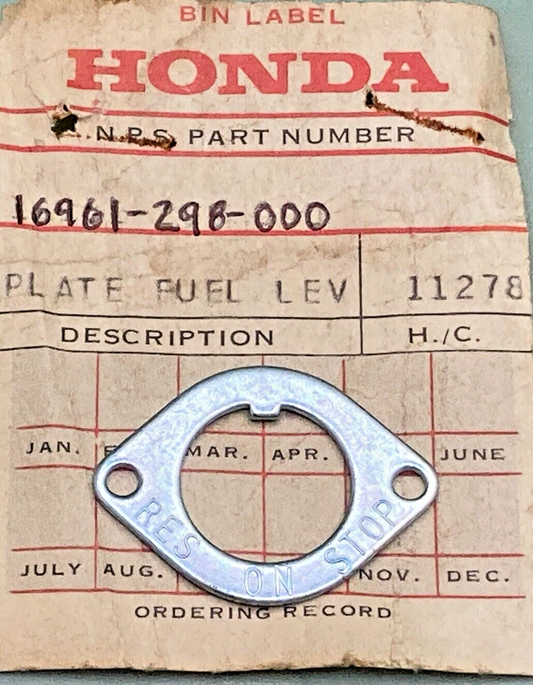 BIN LABEL
HONDA
N.P.S. PART NUMBER
16961-298-000
PLATE FUEL LEV 11278
DESCRIPTION H./C.
JAN. MAR. APR. JUNE
RES ON STOP
JULY AUG. NOV. DEC.
ORDERING RECORD